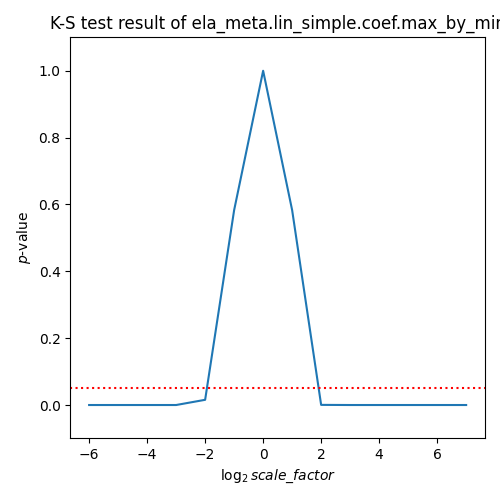 K-S test result of ela_meta.lin_simple.coef.max_by_min
1.0
0.8
0.6
0.4
0.2
0.0
p-value
−6 −4 −2 0 2 4 6
log₂ scale_factor